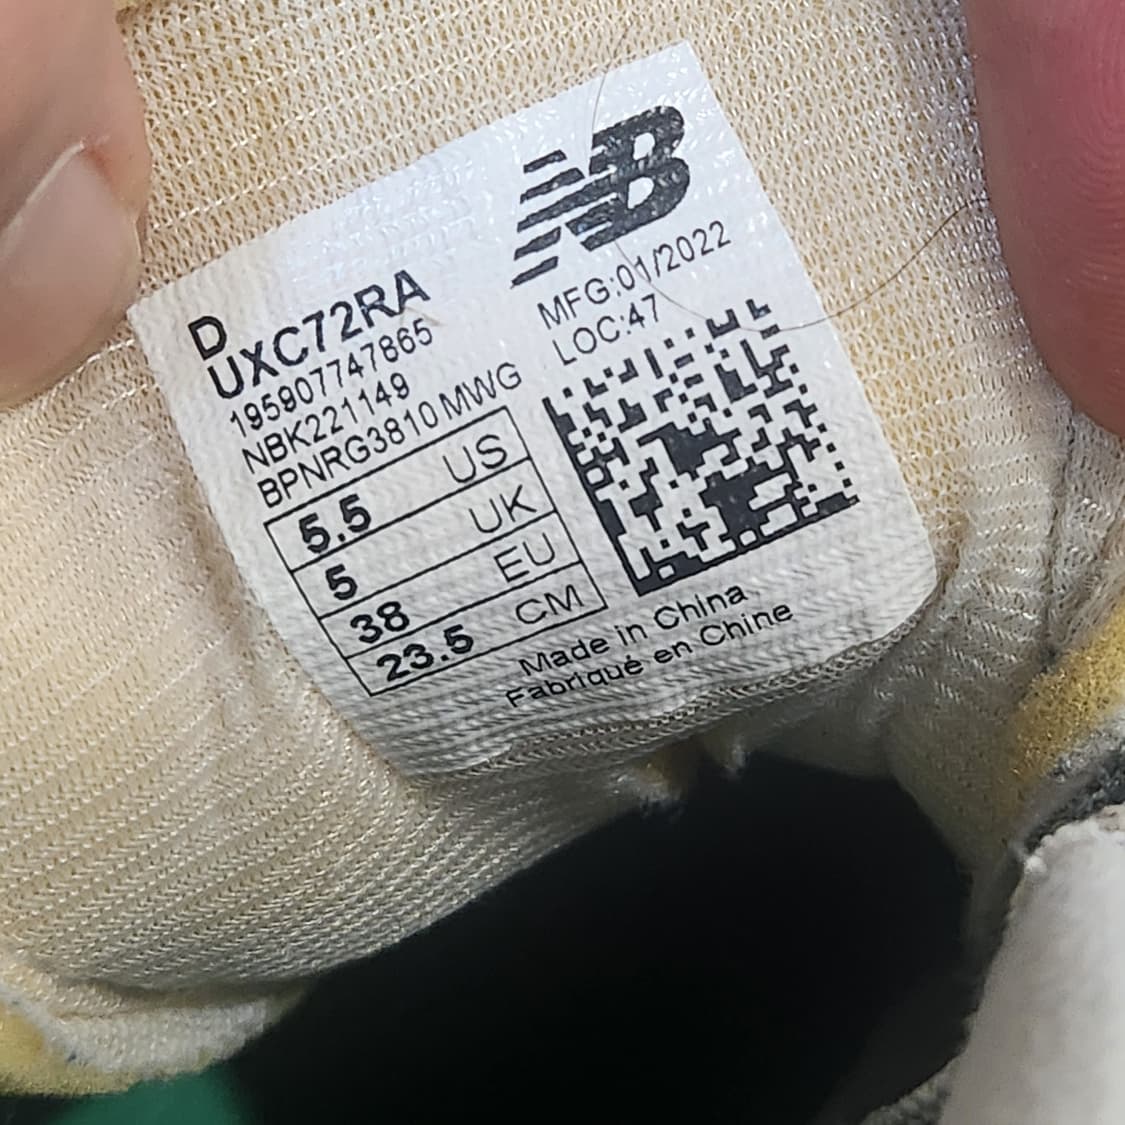 NB
MFG:01/2022
LOC:47
D
UXC72RA
195907747865
NBK221149
BPNRG3810 MWG
5.5 US
5 UK
38 EU
23.5 CM
Made in China
Fabriqué en Chine